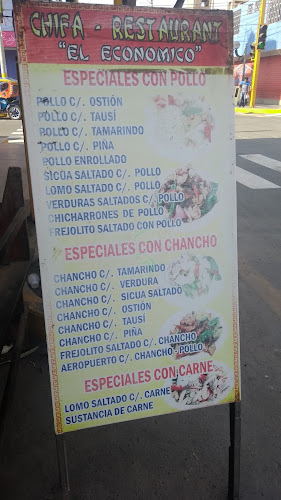 CHIFA - RESTAURANT
"EL ECONOMICO"
ESPECIALES CON POLLO
POLLO C/. OSTIÓN
POLLO C/. TAUSÍ
POLLO C/. TAMARINDO
POLLO C/. PIÑA
POLLO ENROLLADO
SICÜA SALTADO C/. POLLO
LOMO SALTADO C/. POLLO
VERDURAS SALTADOS C/. POLLO
CHICHARRONES DE POLLO
FREJOLITO SALTADO CON POLLO
ESPECIALES CON CHANCHO
CHANCHO C/. TAMARINDO
CHANCHO C/. VERDURA
CHANCHO C/. SICUA SALTADO
CHANCHO C/. OSTIÓN
CHANCHO C/. TAUSÍ
CHANCHO C/. PIÑA
FREJOLITO SALTADO C/. CHANCHO
AEROPUERTO C/. CHANCHO - POLLO
ESPECIALES CON CARNE
LOMO SALTADO C/. CARNE
SUSTANCIA DE CARNE